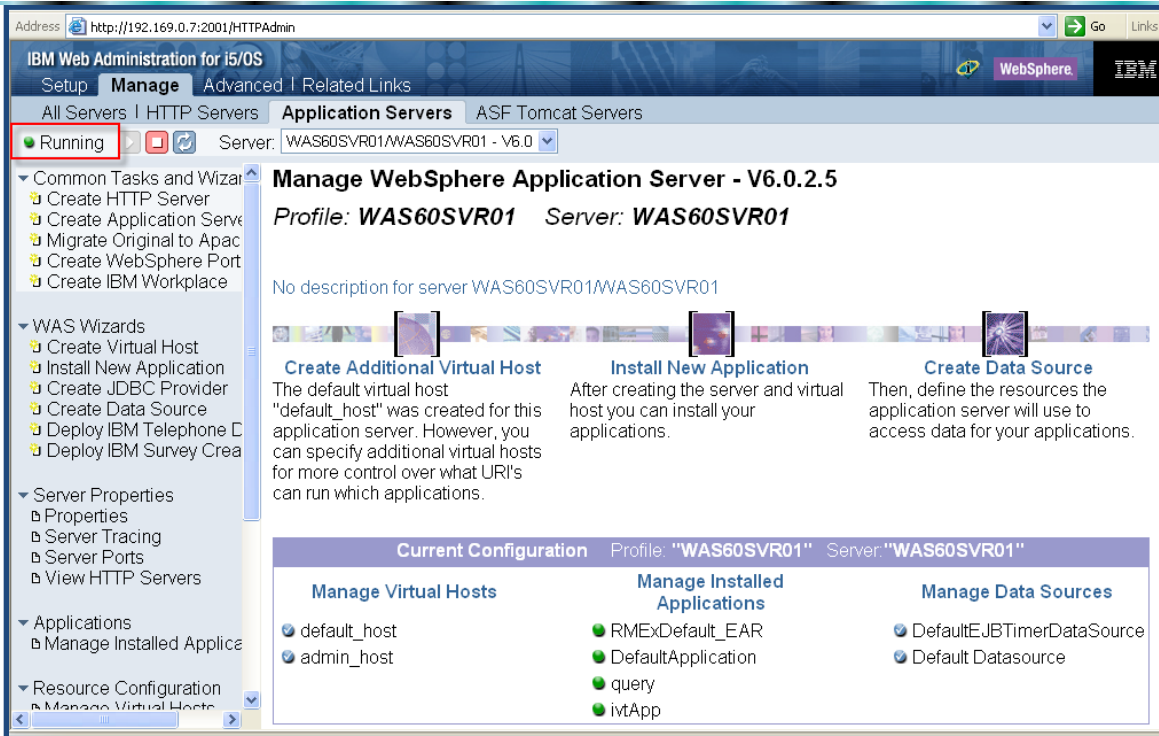 Address http://192.169.0.7:2001/HTTPAdmin Go Links
IBM Web Administration for i5/OS
WebSphere. IBM
Setup Manage Advanced | Related Links
All Servers | HTTP Servers Application Servers ASF Tomcat Servers
Running Server: WAS60SVR01/WAS60SVR01 - V6.0
Common Tasks and Wizar
Create HTTP Server
Create Application Serve
Migrate Original to Apac
Create WebSphere Port
Create IBM Workplace
WAS Wizards
Create Virtual Host
Install New Application
Create JDBC Provider
Create Data Source
Deploy IBM Telephone D
Deploy IBM Survey Crea
Server Properties
Properties
Server Tracing
Server Ports
View HTTP Servers
Applications
Manage Installed Applica
Resource Configuration
Manage Virtual Hosts
Manage WebSphere Application Server - V6.0.2.5
Profile: WAS60SVR01 Server: WAS60SVR01
No description for server WAS60SVR01/WAS60SVR01
Create Additional Virtual Host
The default virtual host
"default_host" was created for this
application server. However, you
can specify additional virtual hosts
for more control over what URI's
can run which applications.
Install New Application
After creating the server and virtual
host you can install your
applications.
Create Data Source
Then, define the resources the
application server will use to
access data for your applications.
Current Configuration Profile: "WAS60SVR01" Server:"WAS60SVR01"
Manage Virtual Hosts
default_host
admin_host
Manage Installed
Applications
RMExDefault_EAR
DefaultApplication
query
ivtApp
Manage Data Sources
DefaultEJBTimerDataSource
Default Datasource